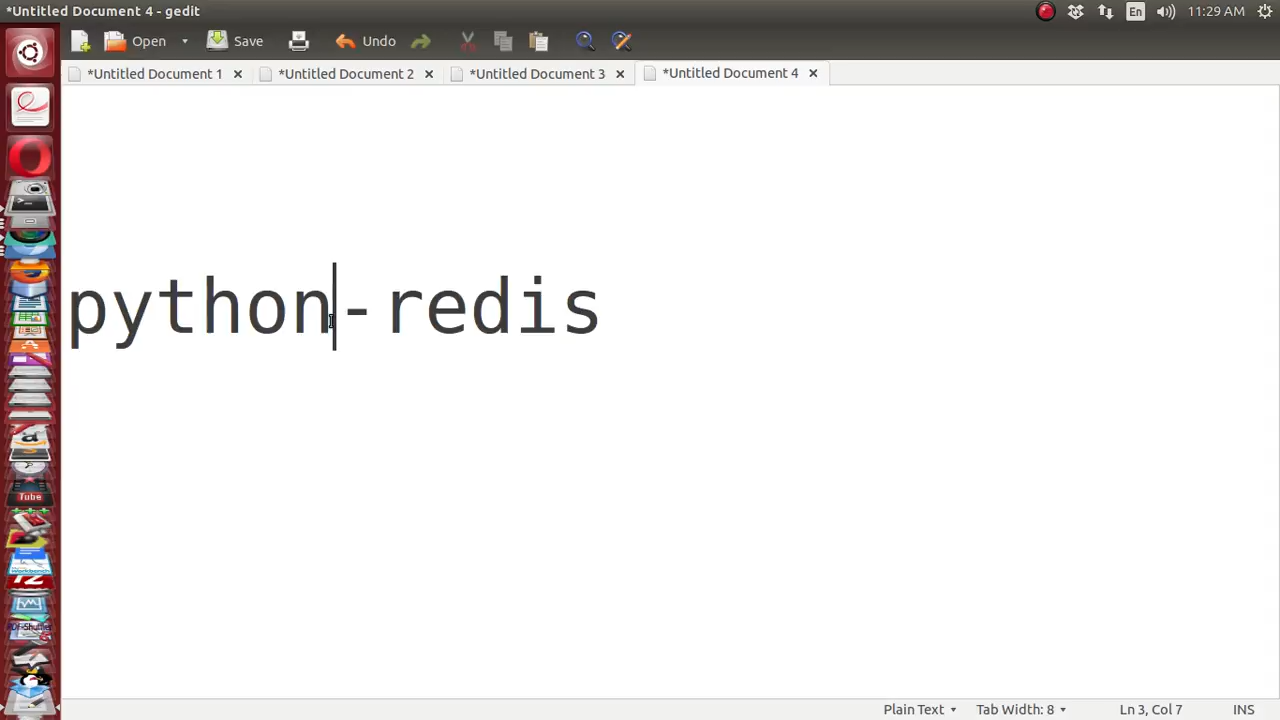 *Untitled Document 4 - gedit
En
11:29 AM
Open
Save
Undo
*Untitled Document 1
*Untitled Document 2
*Untitled Document 3
*Untitled Document 4
python-redis
Tube
Plain Text
Tab Width: 8
Ln 3, Col 7
INS